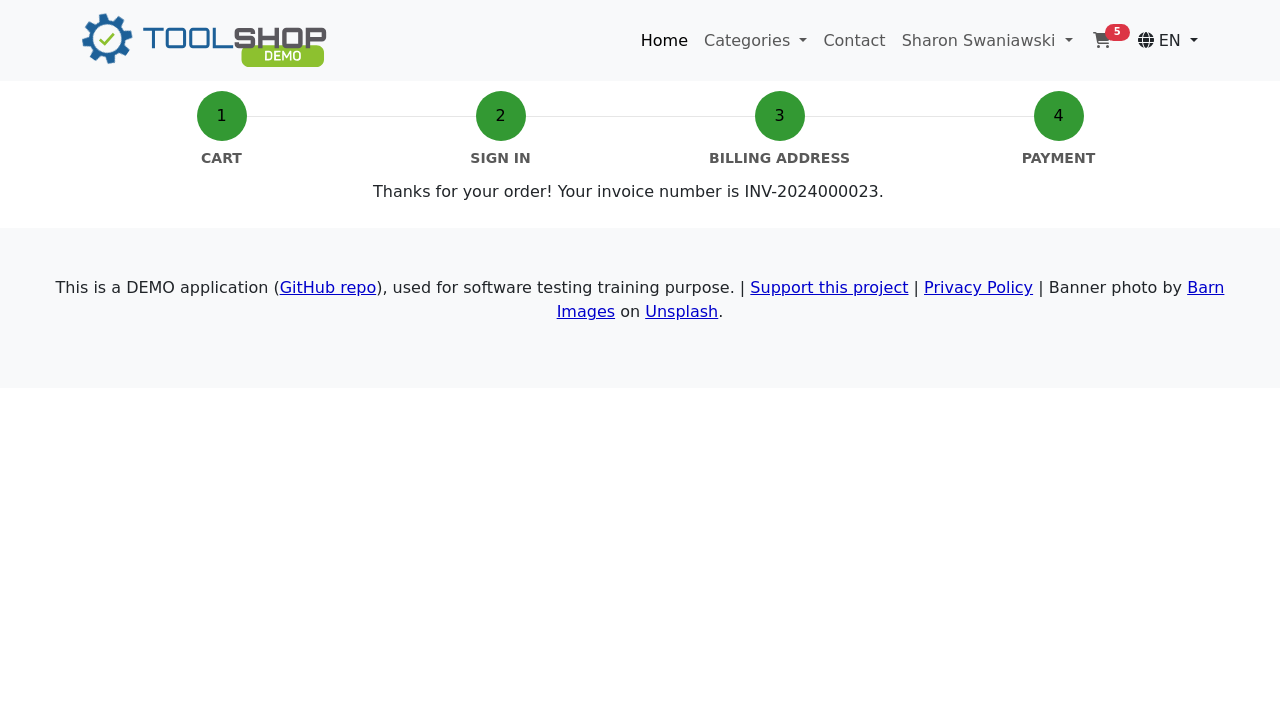 TOOLSHOP
DEMO
Home Categories Contact Sharon Swaniawski 5 EN
1 2 3 4
CART SIGN IN BILLING ADDRESS PAYMENT
Thanks for your order! Your invoice number is INV-2024000023.
This is a DEMO application (GitHub repo), used for software testing training purpose. | Support this project | Privacy Policy | Banner photo by Barn
Images on Unsplash.